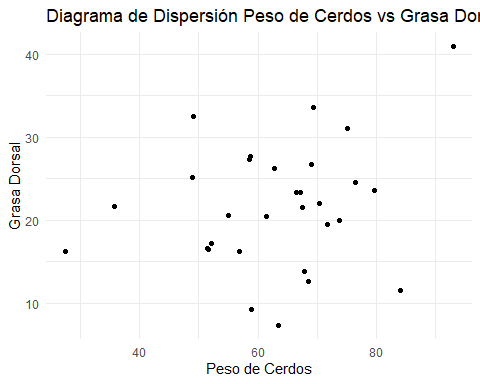 Diagrama de Dispersión Peso de Cerdos vs Grasa Dor
40
30
20
10
Grasa Dorsal
40 60 80
Peso de Cerdos